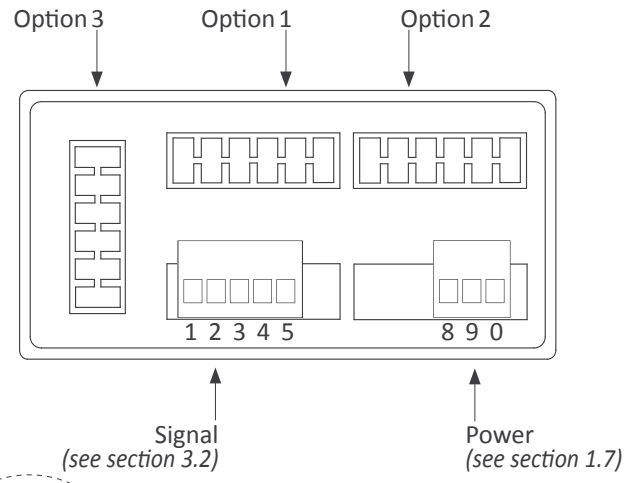 Option 3 Option 1 Option 2
1 2 3 4 5 8 9 0
Signal Power
(see section 3.2) (see section 1.7)